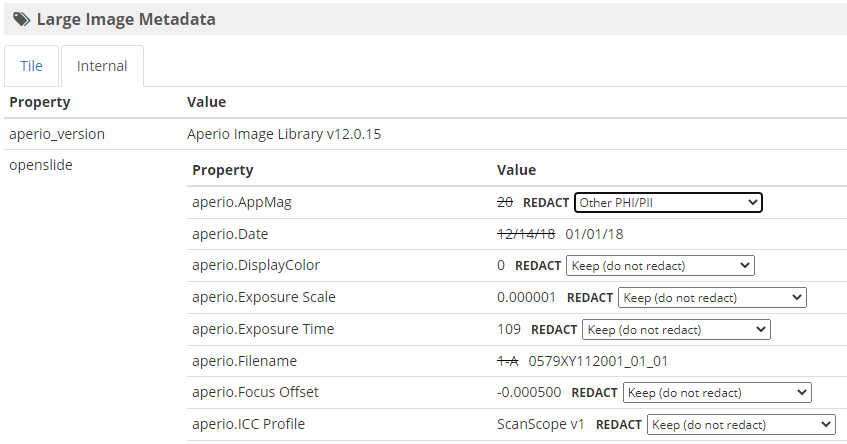 Large Image Metadata
Tile Internal
Property Value
aperio_version Aperio Image Library v12.0.15
openslide Property Value
aperio.AppMag 20 REDACT Other PHI/PII
aperio.Date 12/14/18 01/01/18
aperio.DisplayColor 0 REDACT Keep (do not redact)
aperio.Exposure Scale 0.000001 REDACT Keep (do not redact)
aperio.Exposure Time 109 REDACT Keep (do not redact)
aperio.Filename 1-A 0579XY112001_01_01
aperio.Focus Offset -0.000500 REDACT Keep (do not redact)
aperio.ICC Profile ScanScope v1 REDACT Keep (do not redact)